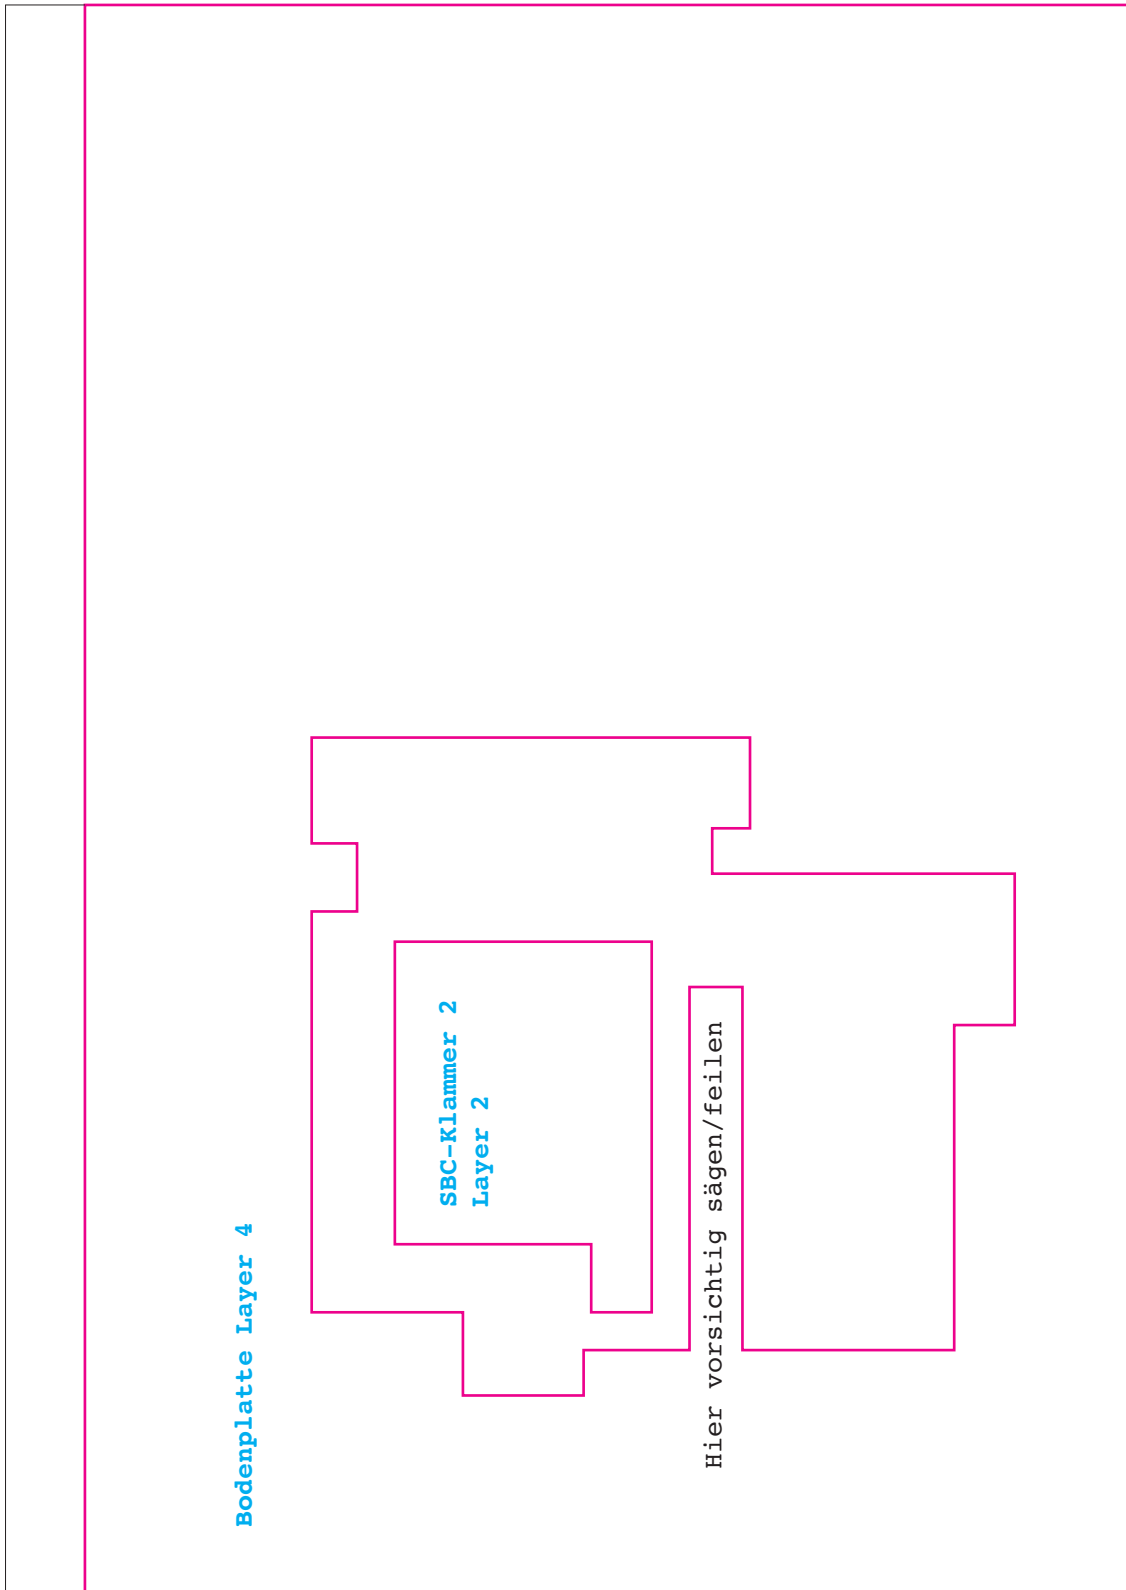 Bodenplatte Layer 4
SBC-Klammer 2
Layer 2
Hier vorsichtig sägen/feilen